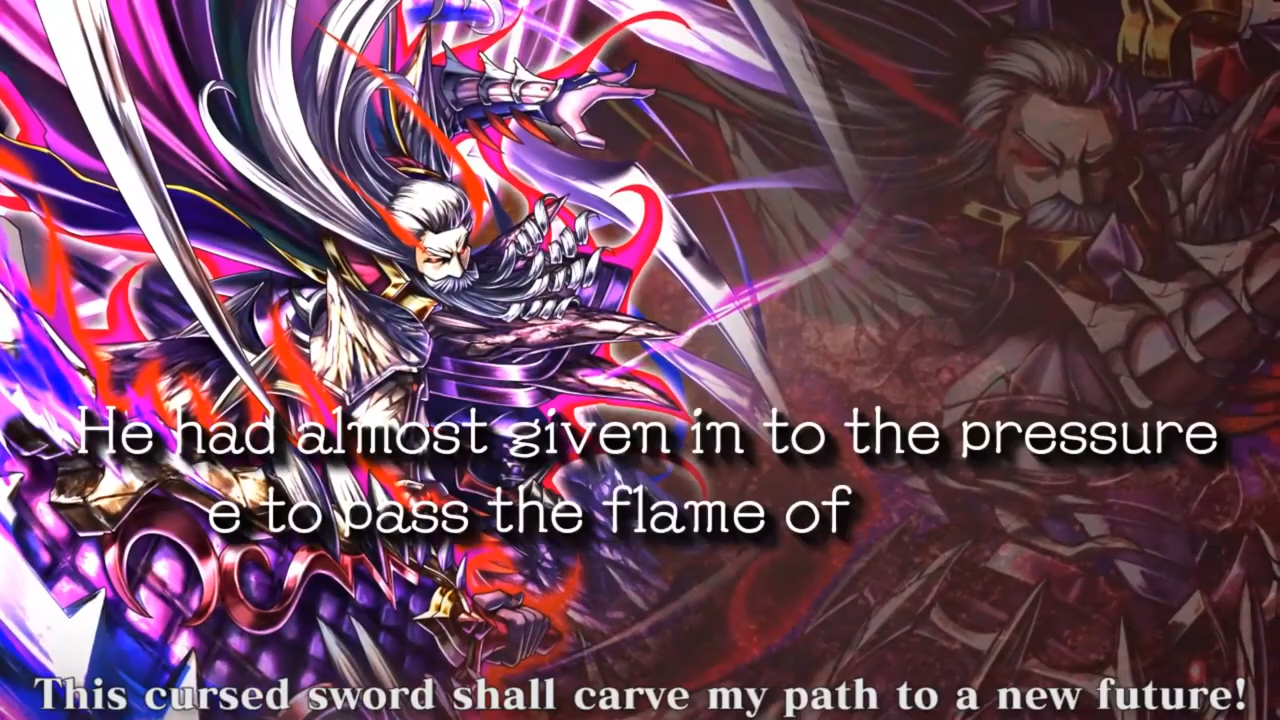 He had almost given in to the pressure
e to pass the flame of
This cursed sword shall carve my path to a new future!